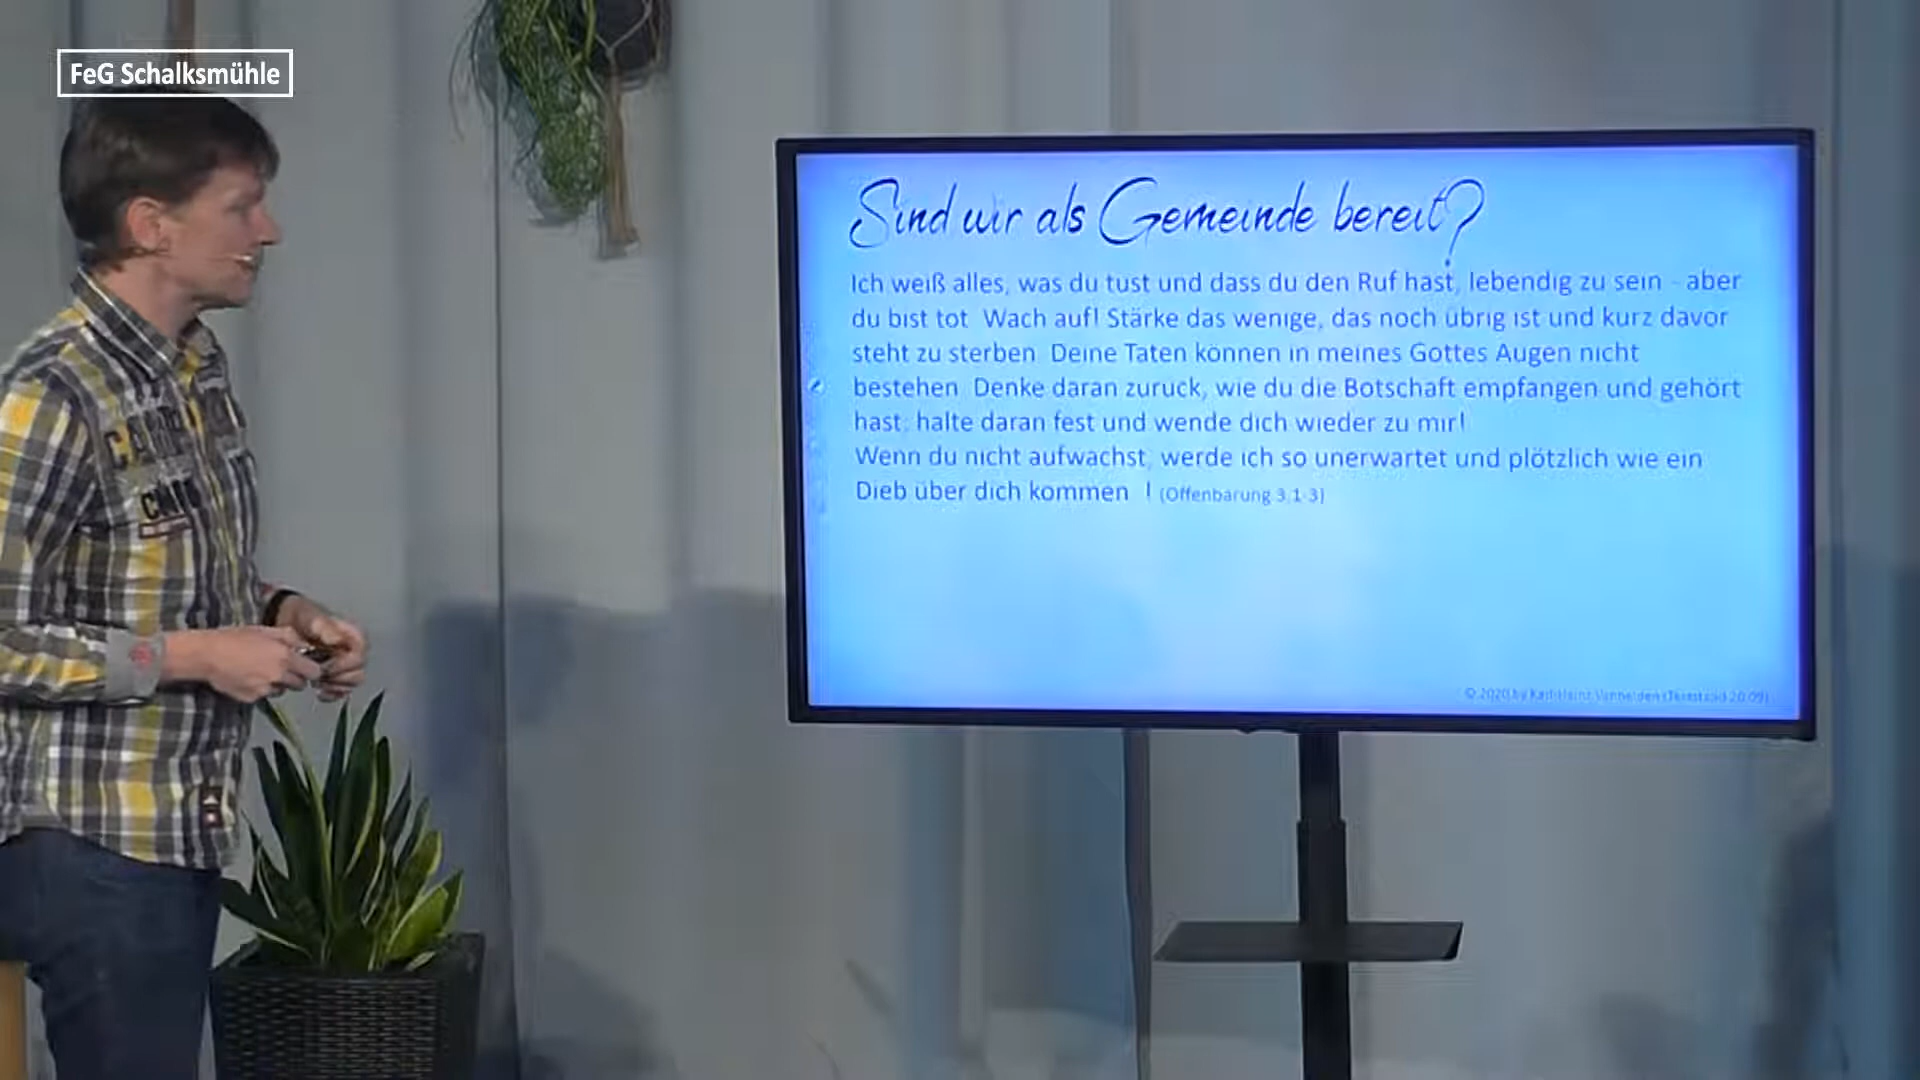 FeG Schalksmühle
Sind wir als Gemeinde bereit?
Ich weiß alles, was du tust und dass du den Ruf hast, lebendig zu sein - aber
du bist tot. Wach auf! Stärke das wenige, das noch übrig ist und kurz davor
steht zu sterben. Deine Taten können in meines Gottes Augen nicht
bestehen. Denke daran zurück, wie du die Botschaft empfangen und gehört
hast; halte daran fest und wende dich wieder zu mir!
Wenn du nicht aufwachst, werde ich so unerwartet und plötzlich wie ein
Dieb über dich kommen ! (Offenbarung 3,1-3)
© 2020 by Karl-Heinz